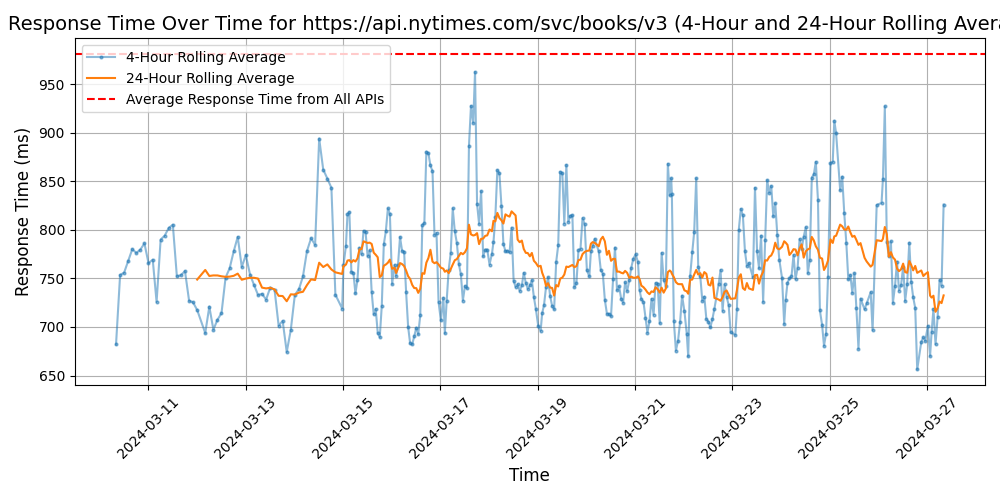 Response Time Over Time for https://api.nytimes.com/svc/books/v3 (4-Hour and 24-Hour Rolling Avera
4-Hour Rolling Average
24-Hour Rolling Average
Average Response Time from All APIs
Response Time (ms)
950
900
850
800
750
700
650
2024-03-11
2024-03-13
2024-03-15
2024-03-17
2024-03-19
2024-03-21
2024-03-23
2024-03-25
2024-03-27
Time